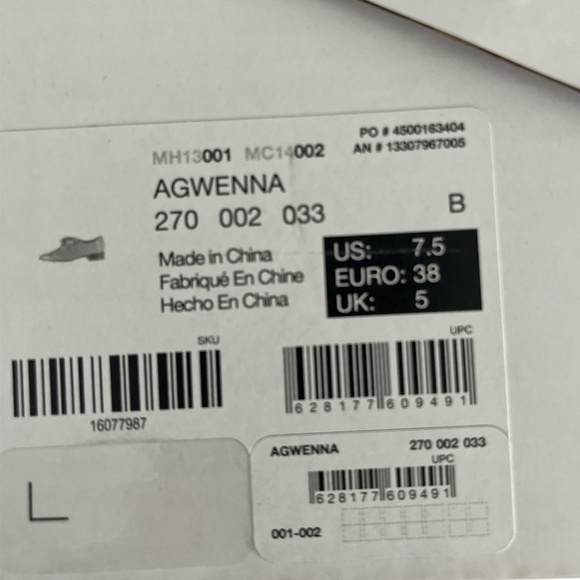 PO # 4500163404
MH13001 MC14002 AN # 13307967005
AGWENNA
270 002 033 B
Made in China
Fabriqué En Chine
Hecho En China
US: 7.5
EURO: 38
UK: 5
SKU
16077987
UPC
628177609491
AGWENNA 270 002 033
UPC
628177609491
001-002